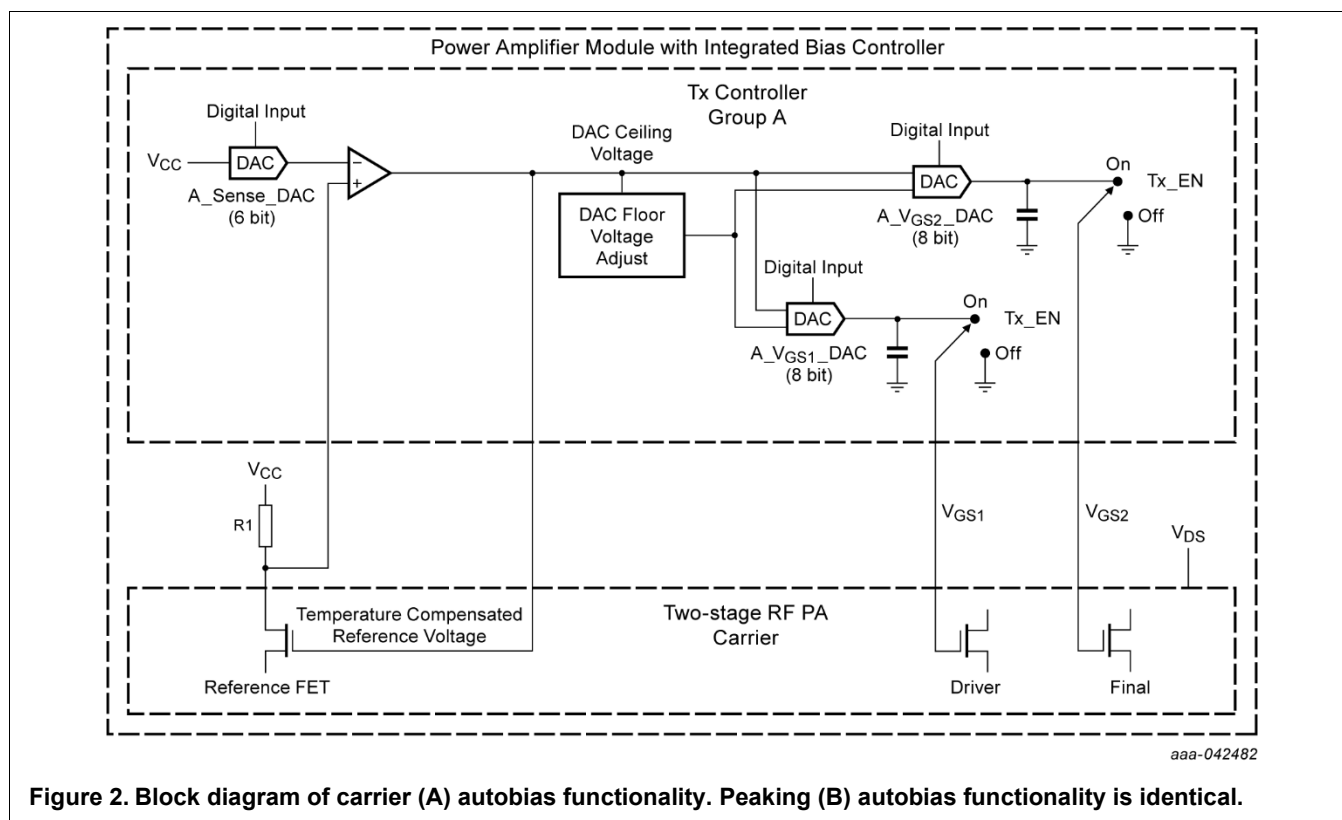 Power Amplifier Module with Integrated Bias Controller
Tx Controller
Group A
Digital Input
VCC
DAC
A_Sense_DAC
(6 bit)
−
+
DAC Ceiling
Voltage
DAC Floor
Voltage
Adjust
Digital Input
DAC
A_VGS2_DAC
(8 bit)
On
Tx_EN
Off
Digital Input
DAC
A_VGS1_DAC
(8 bit)
On
Tx_EN
Off
VCC
R1
VGS1
VGS2
VDS
Temperature Compensated
Reference Voltage
Reference FET
Two-stage RF PA
Carrier
Driver
Final
aaa-042482
Figure 2. Block diagram of carrier (A) autobias functionality. Peaking (B) autobias functionality is identical.